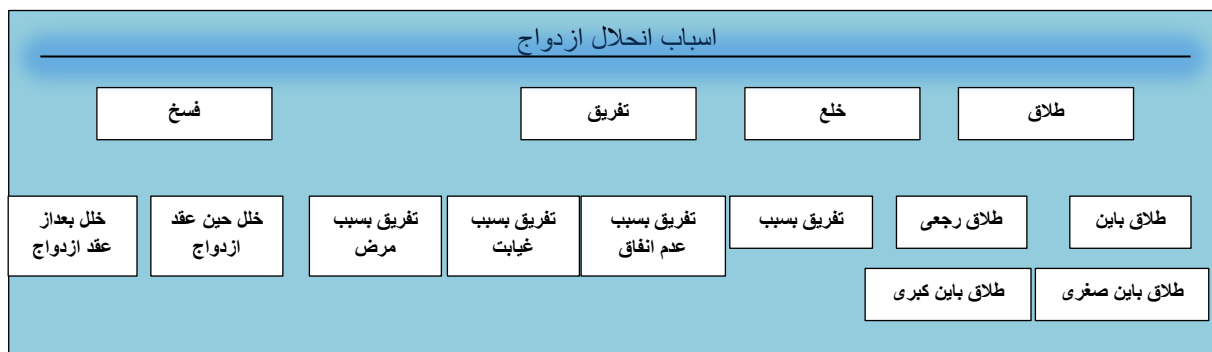 اسباب انحلال ازدواج
طلاق
خلع
تفریق
فسخ
طلاق باین
طلاق رجعی
تفریق بسبب
تفریق بسبب
عدم انفاق
تفریق بسبب
غیابت
تفریق بسبب
مرض
خلل حین عقد
ازدواج
خلل بعداز
عقد ازدواج
طلاق باین صغری
طلاق باین کبری